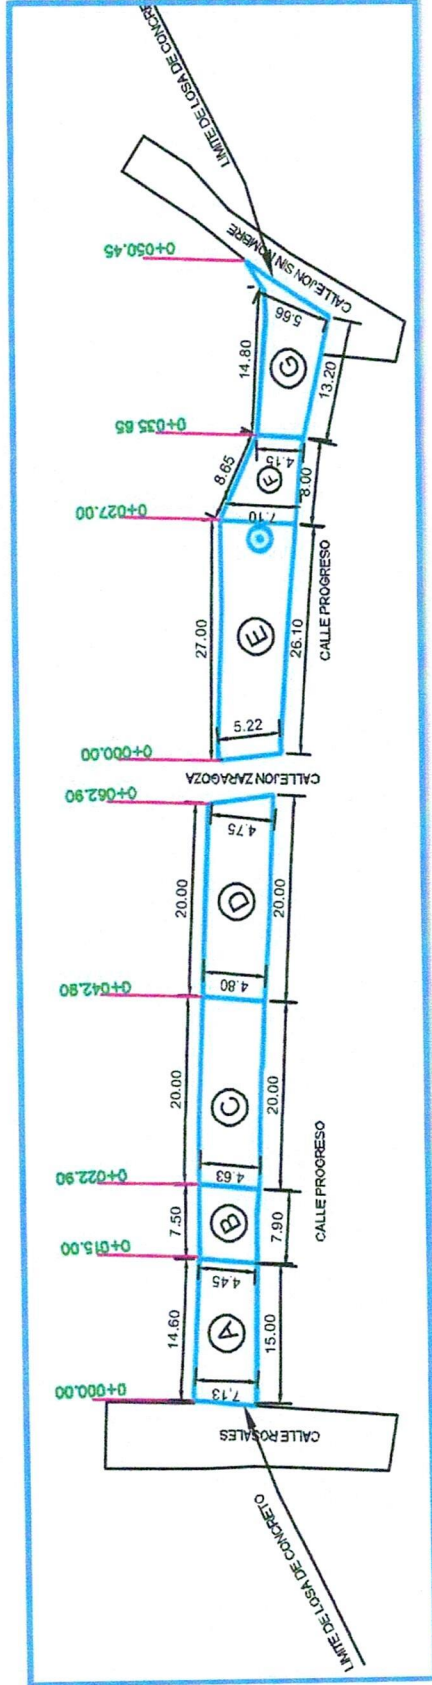 LIMITE DE LOSA DE CONCRETO
CALLE ROSALES
0+000.00
14.60
7.13
A
15.00
0+015.00
4.45
7.50
B
7.90
0+022.90
4.63
20.00
C
20.00
CALLE PROGRESO
0+042.90
4.80
20.00
D
20.00
0+062.90
4.75
CALLEJON ZARAGOZA
0+000.00
5.22
27.00
E
26.10
CALLE PROGRESO
0+027.00
7.10
8.65
F
8.00
0+035.65
4.15
14.80
G
13.20
5.66
0+050.45
CALLEJON SIN NOMBRE
LIMITE DE LOSA DE CONCRE